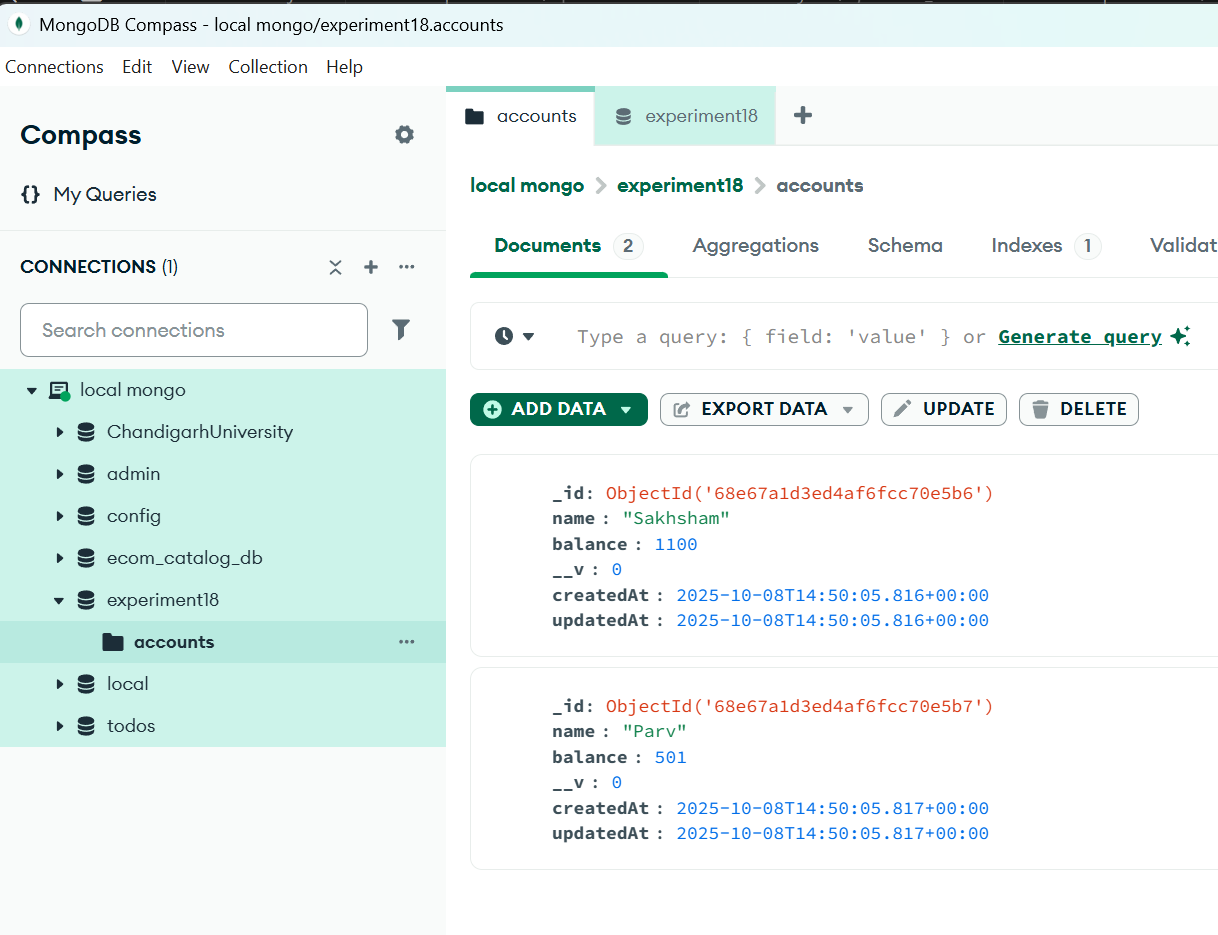 MongoDB Compass - local mongo/experiment18.accounts
Connections Edit View Collection Help
Compass
{} My Queries
CONNECTIONS (1)
Search connections
local mongo
ChandigarhUniversity
admin
config
ecom_catalog_db
experiment18
accounts
local
todos
accounts experiment18
local mongo > experiment18 > accounts
Documents 2 Aggregations Schema Indexes 1 Validat
Type a query: { field: 'value' } or Generate query
ADD DATA EXPORT DATA UPDATE DELETE
_id: ObjectId('68e67a1d3ed4af6fcc70e5b6')
name : "Sakhsham"
balance : 1100
__v : 0
createdAt : 2025-10-08T14:50:05.816+00:00
updatedAt : 2025-10-08T14:50:05.816+00:00
_id: ObjectId('68e67a1d3ed4af6fcc70e5b7')
name : "Parv"
balance : 501
__v : 0
createdAt : 2025-10-08T14:50:05.817+00:00
updatedAt : 2025-10-08T14:50:05.817+00:00